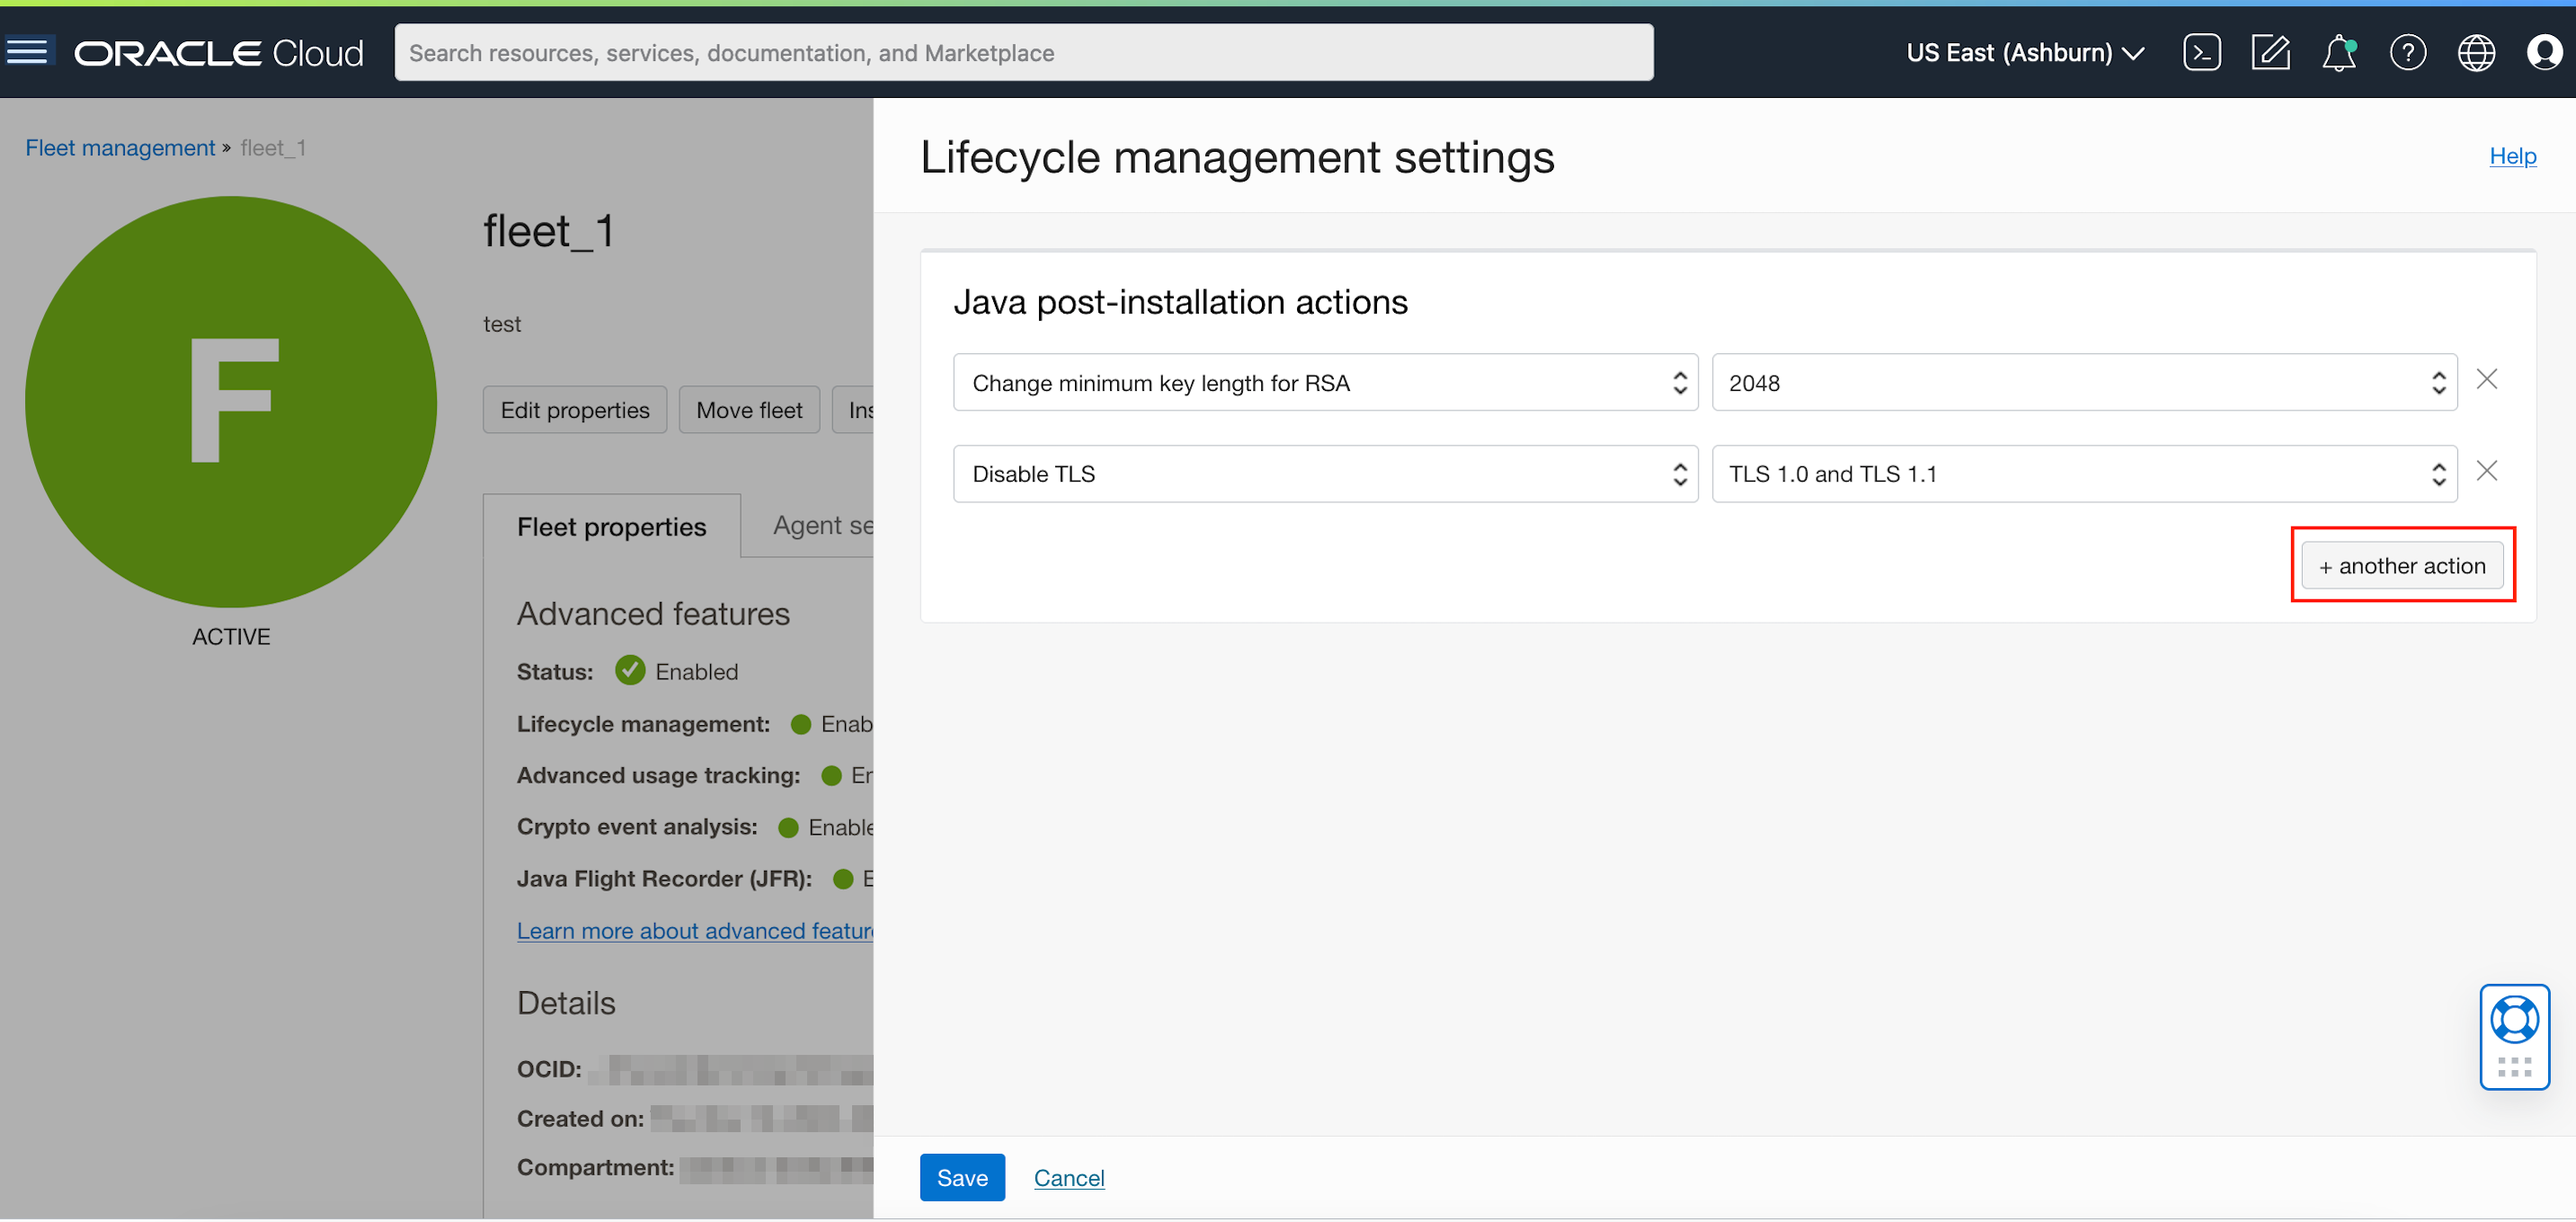 ORACLE Cloud
Search resources, services, documentation, and Marketplace
US East (Ashburn)
Fleet management » fleet_1
F
ACTIVE
fleet_1
test
Edit properties
Move fleet
Ins
Fleet properties
Agent se
Advanced features
Status: Enabled
Lifecycle management: Enab
Advanced usage tracking: En
Crypto event analysis: Enable
Java Flight Recorder (JFR): E
Learn more about advanced featur
Details
OCID:
Created on:
Compartment:
Lifecycle management settings
Help
Java post-installation actions
Change minimum key length for RSA
2048
Disable TLS
TLS 1.0 and TLS 1.1
+ another action
Save
Cancel